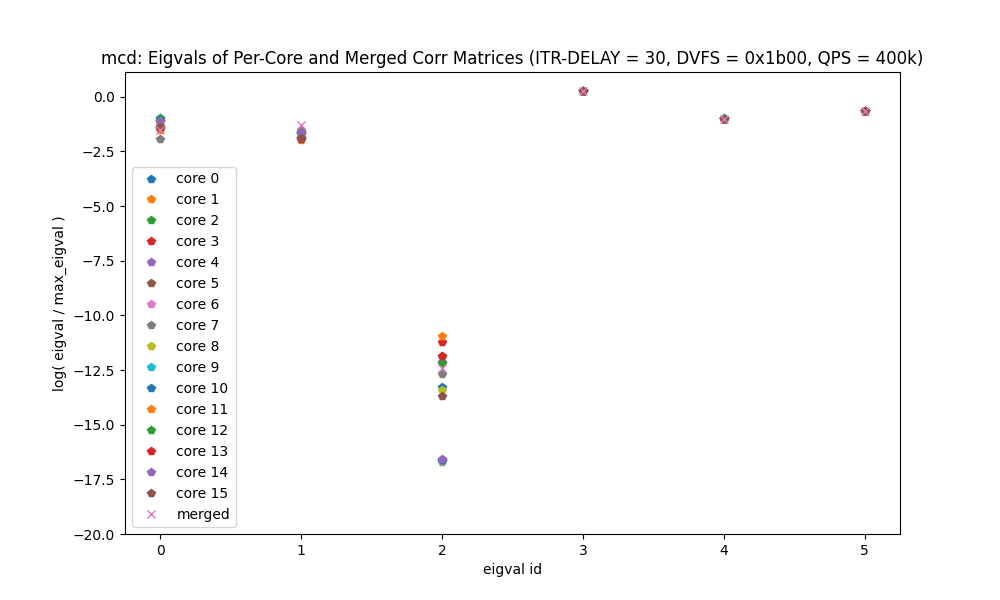 mcd: Eigvals of Per-Core and Merged Corr Matrices (ITR-DELAY = 30, DVFS = 0x1b00, QPS = 400k)
log( eigval / max_eigval )
0.0
−2.5
−5.0
−7.5
−10.0
−12.5
−15.0
−17.5
−20.0
core 0
core 1
core 2
core 3
core 4
core 5
core 6
core 7
core 8
core 9
core 10
core 11
core 12
core 13
core 14
core 15
merged
0 1 2 3 4 5
eigval id